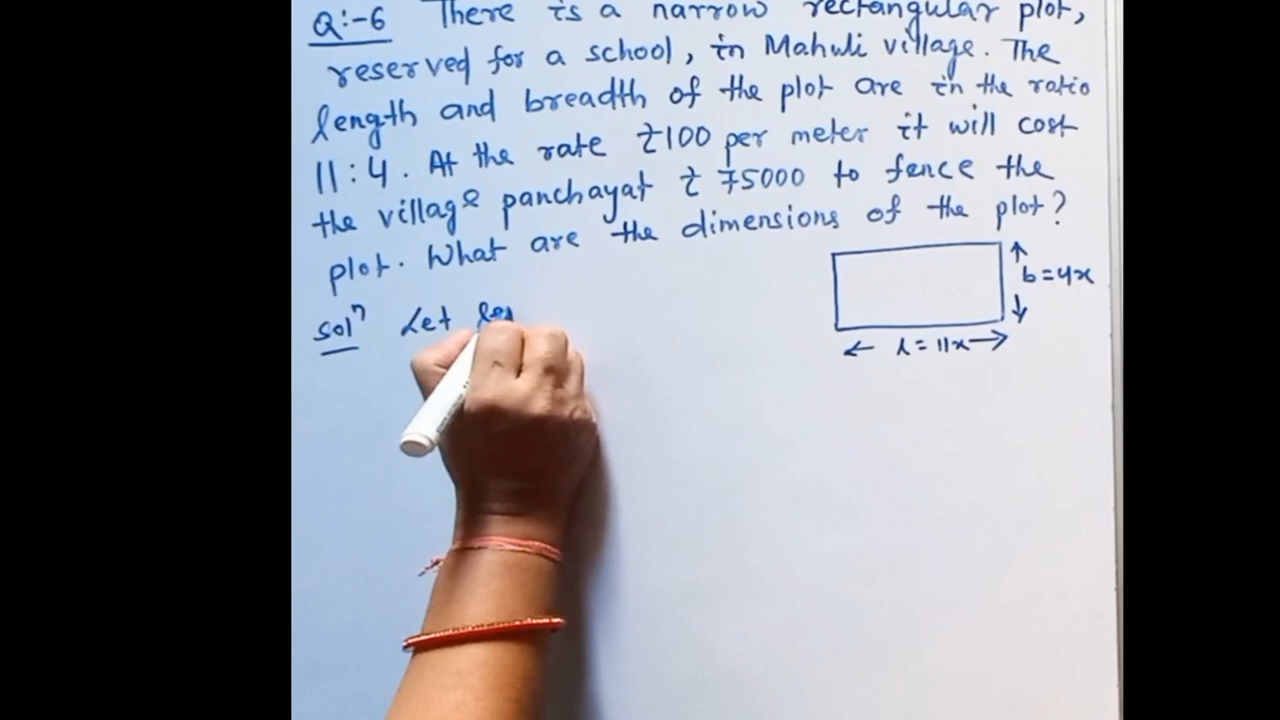 Q:-6 There is a narrow rectangular plot,
reserved for a school, in Mahuli village. The
length and breadth of the plot are in the ratio
11:4. At the rate ₹100 per meter it will cost
the village panchayat ₹ 75000 to fence the
plot. What are the dimensions of the plot?
b=4x
l=11x
Solⁿ Let